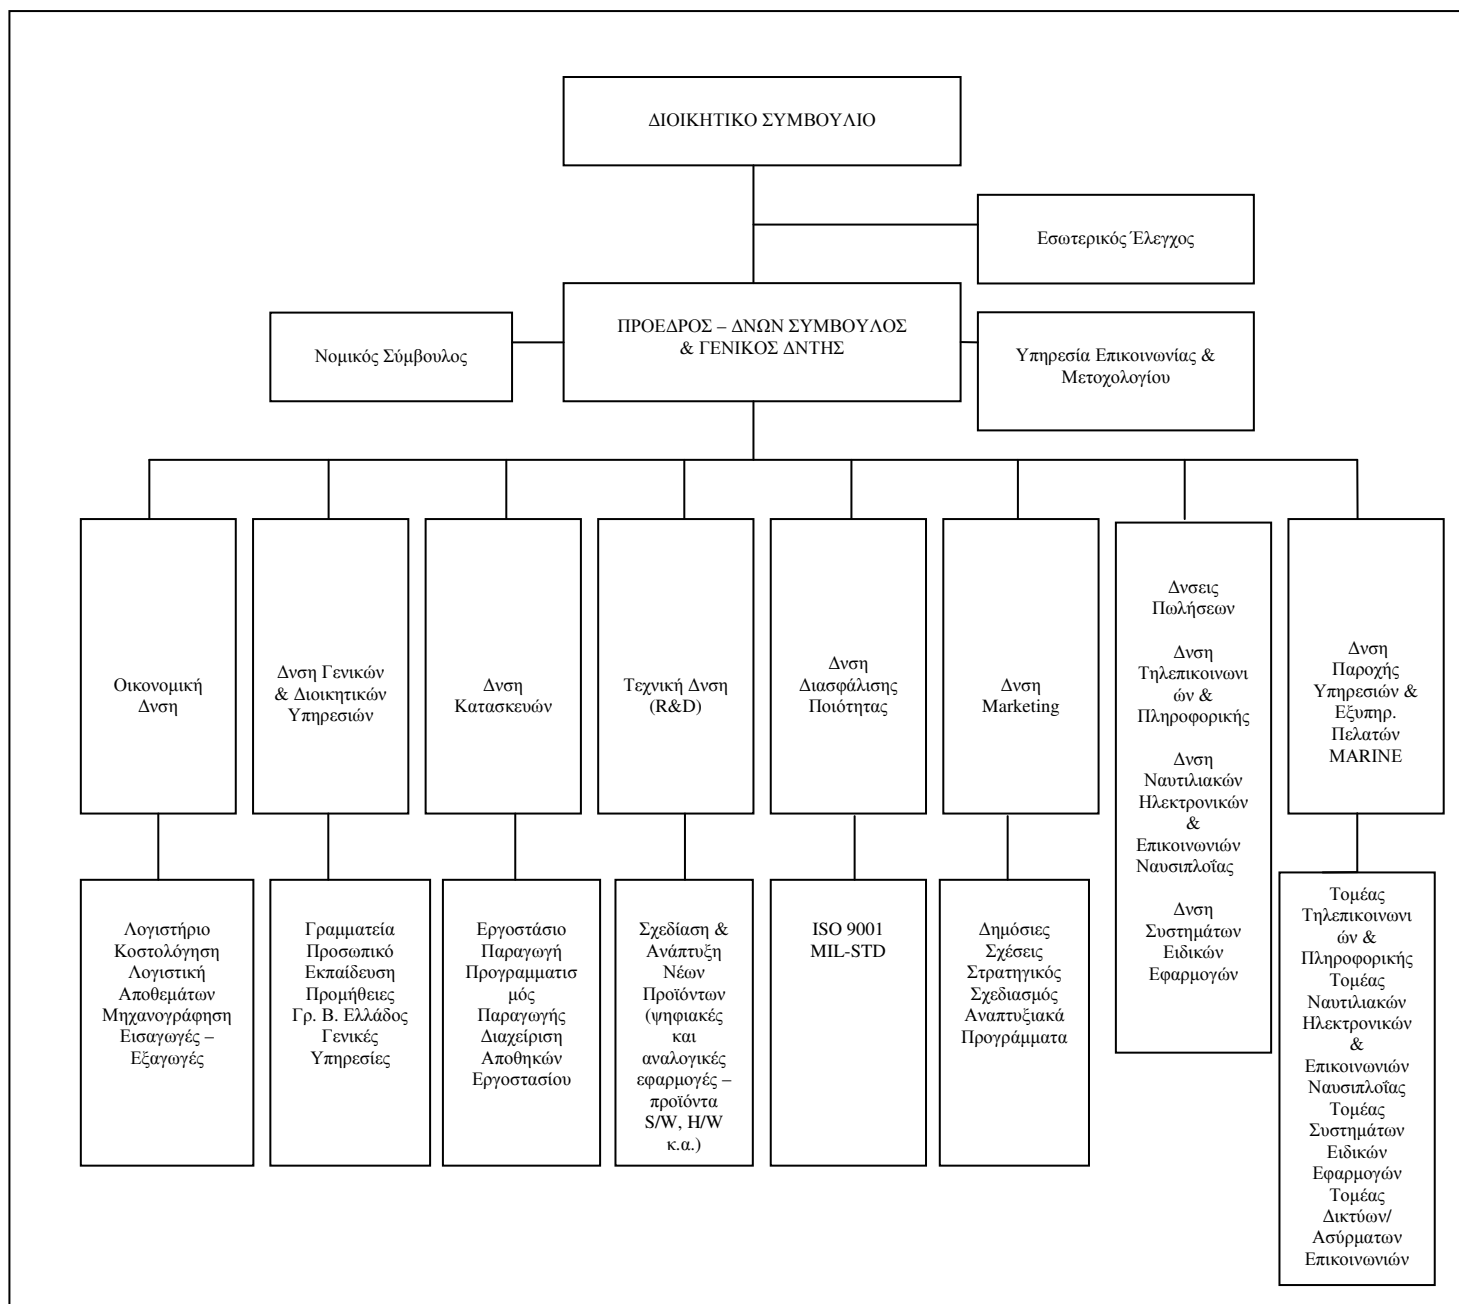 ΔΙΟΙΚΗΤΙΚΟ ΣΥΜΒΟΥΛΙΟ
Εσωτερικός Έλεγχος
ΠΡΟΕΔΡΟΣ – ΔΝΩΝ ΣΥΜΒΟΥΛΟΣ
& ΓΕΝΙΚΟΣ ΔΝΤΗΣ
Νομικός Σύμβουλος
Υπηρεσία Επικοινωνίας &
Μετοχολογίου
Οικονομική
Δνση
Δνση Γενικών
& Διοικητικών
Υπηρεσιών
Δνση
Κατασκευών
Τεχνική Δνση
(R&D)
Δνση
Διασφάλισης
Ποιότητας
Δνση
Marketing
Δνσεις
Πωλήσεων
Δνση
Τηλεπικοινωνι
ών &
Πληροφορικής
Δνση
Ναυτιλιακών
Ηλεκτρονικών
&
Επικοινωνιών
Ναυσιπλοΐας
Δνση
Συστημάτων
Ειδικών
Εφαρμογών
Δνση
Παροχής
Υπηρεσιών &
Εξυπηρ.
Πελατών
MARINE
Λογιστήριο
Κοστολόγηση
Λογιστική
Αποθεμάτων
Μηχανογράφηση
Εισαγωγές –
Εξαγωγές
Γραμματεία
Προσωπικό
Εκπαίδευση
Προμήθειες
Γρ. Β. Ελλάδος
Γενικές
Υπηρεσίες
Εργοστάσιο
Παραγωγή
Προγραμματισ
μός
Παραγωγής
Διαχείριση
Αποθηκών
Εργοστασίου
Σχεδίαση &
Ανάπτυξη
Νέων
Προϊόντων
(ψηφιακές
και
αναλογικές
εφαρμογές –
προϊόντα
S/W, H/W
κ.α.)
ISO 9001
MIL-STD
Δημόσιες
Σχέσεις
Στρατηγικός
Σχεδιασμός
Αναπτυξιακά
Προγράμματα
Τομέας
Τηλεπικοινωνι
ών &
Πληροφορικής
Τομέας
Ναυτιλιακών
Ηλεκτρονικών
&
Επικοινωνιών
Ναυσιπλοΐας
Τομέας
Συστημάτων
Ειδικών
Εφαρμογών
Τομέας
Δικτύων/
Ασύρματων
Επικοινωνιών